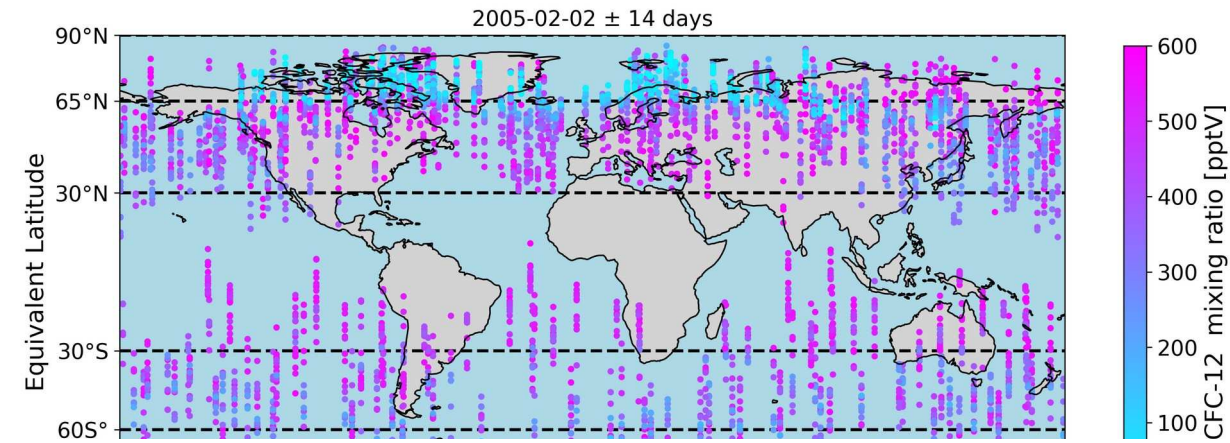 2005-02-02 ± 14 days
90°N
65°N
30°N
30°S
60S°
Equivalent Latitude
600
500
400
300
200
100
CFC-12 mixing ratio [pptV]